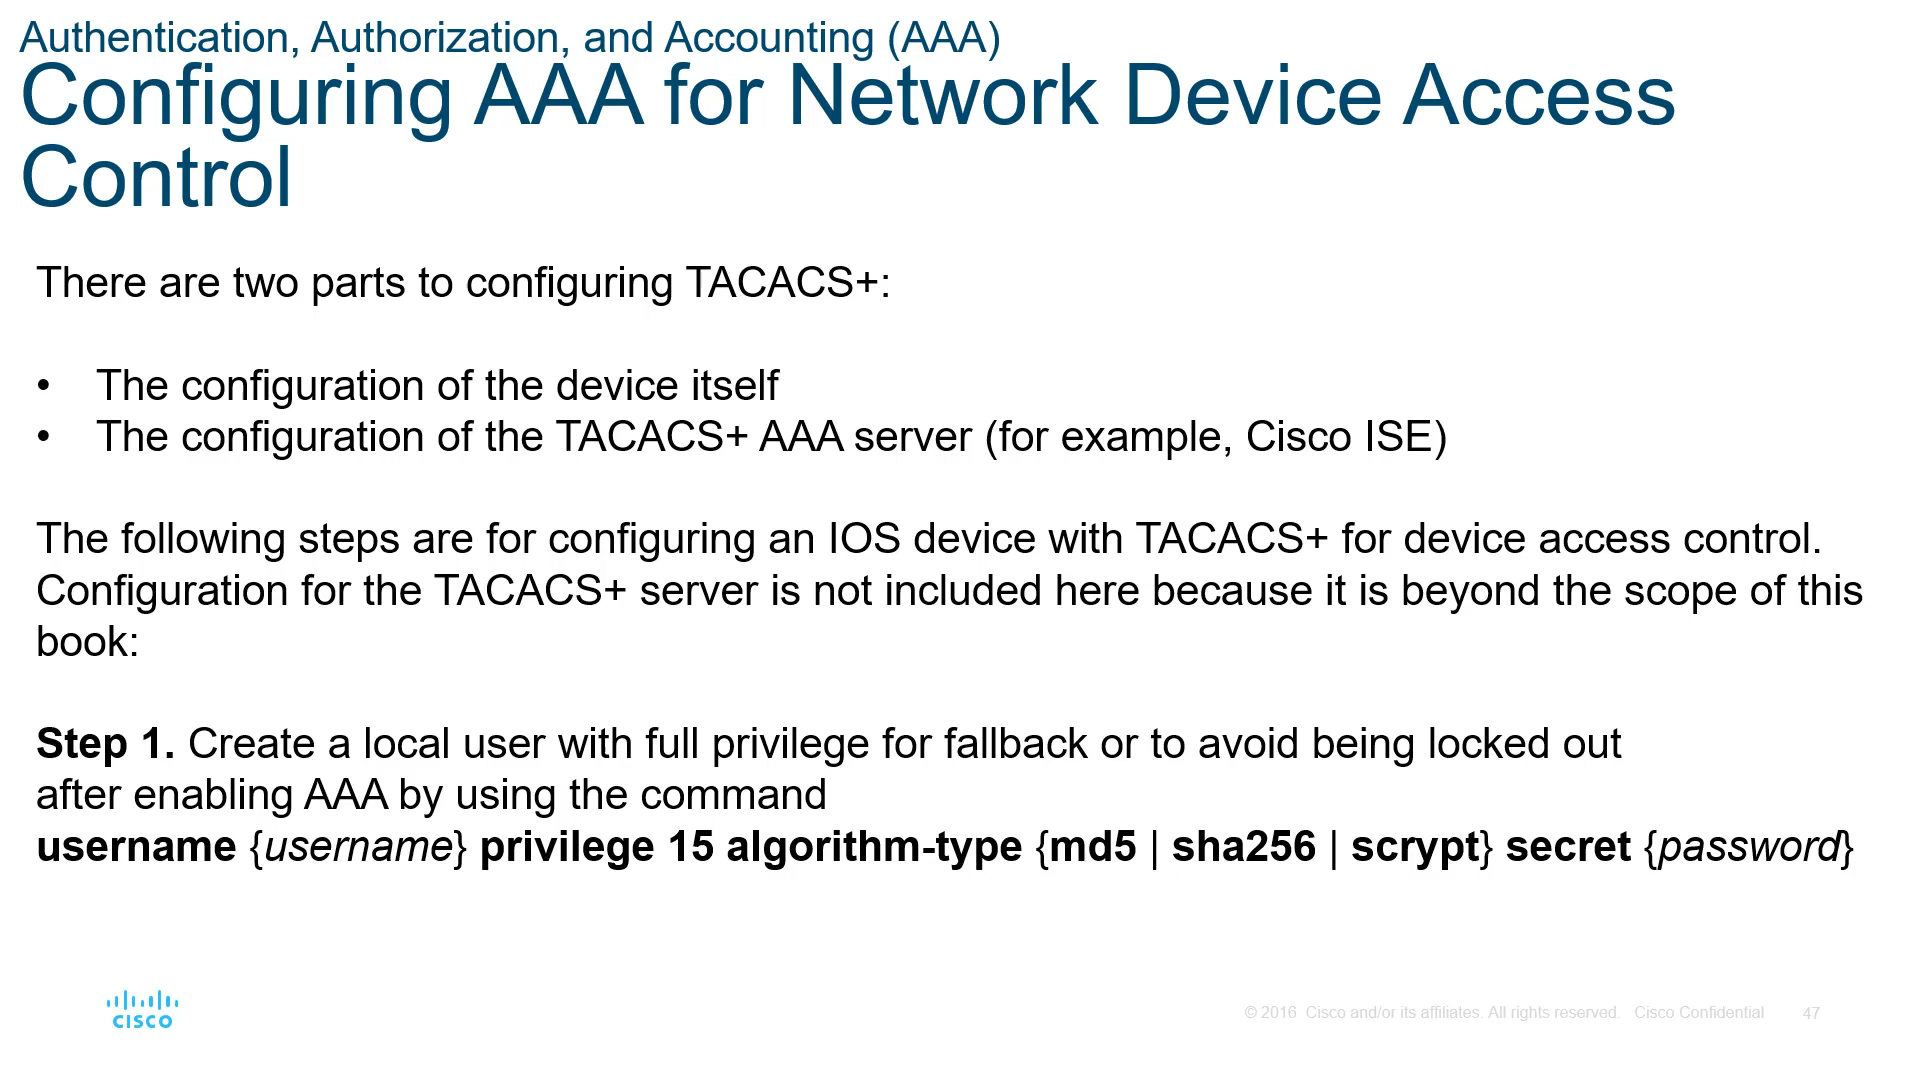 Authentication, Authorization, and Accounting (AAA)
Configuring AAA for Network Device Access
Control
There are two parts to configuring TACACS+:
• The configuration of the device itself
• The configuration of the TACACS+ AAA server (for example, Cisco ISE)
The following steps are for configuring an IOS device with TACACS+ for device access control.
Configuration for the TACACS+ server is not included here because it is beyond the scope of this
book:
Step 1. Create a local user with full privilege for fallback or to avoid being locked out
after enabling AAA by using the command
username {username} privilege 15 algorithm-type {md5 | sha256 | scrypt} secret {password}
CISCO
© 2016 Cisco and/or its affiliates. All rights reserved. Cisco Confidential 47